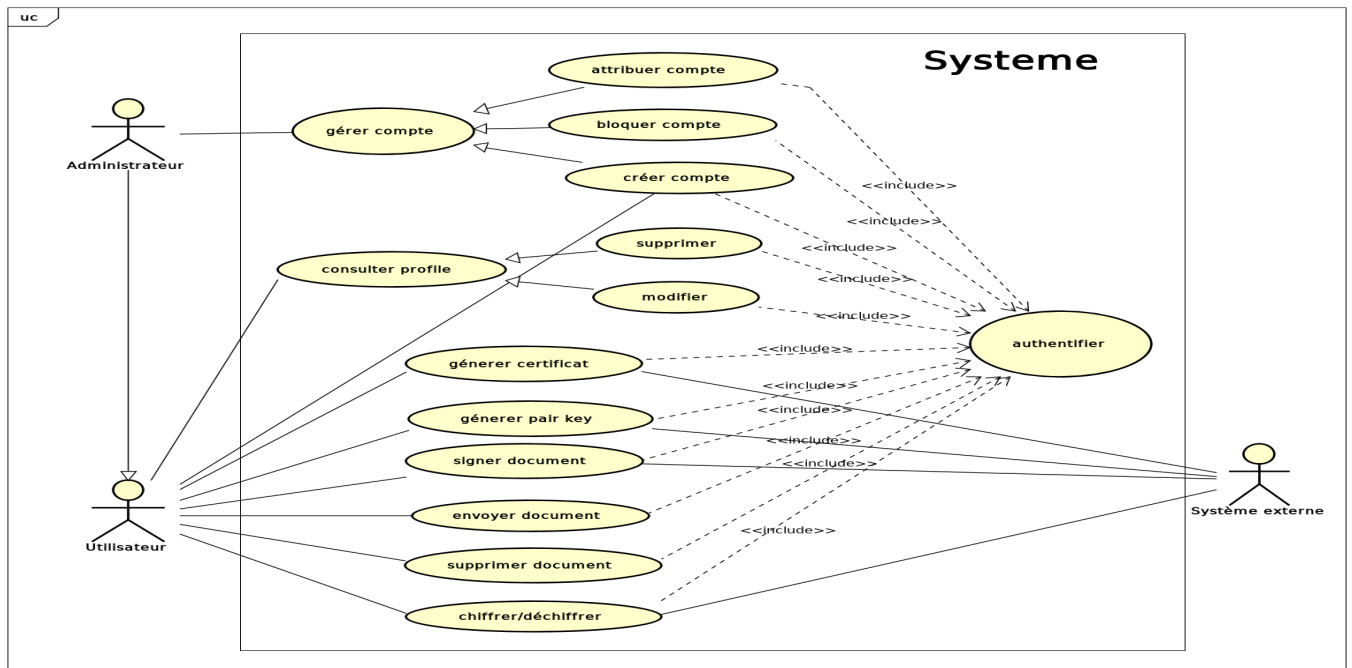 uc
Systeme
attribuer compte
gérer compte
bloquer compte
Administrateur
créer compte
<<include>>
<<include>>
supprimer
<<include>>
consulter profile
<<include>>
modifier
<<include>>
authentifier
<<include>>
génerer certificat
<<include>>
génerer pair key
<<include>>
<<include>>
signer document
<<include>>
Système externe
envoyer document
<<include>>
Utilisateur
supprimer document
chiffrer/déchiffrer